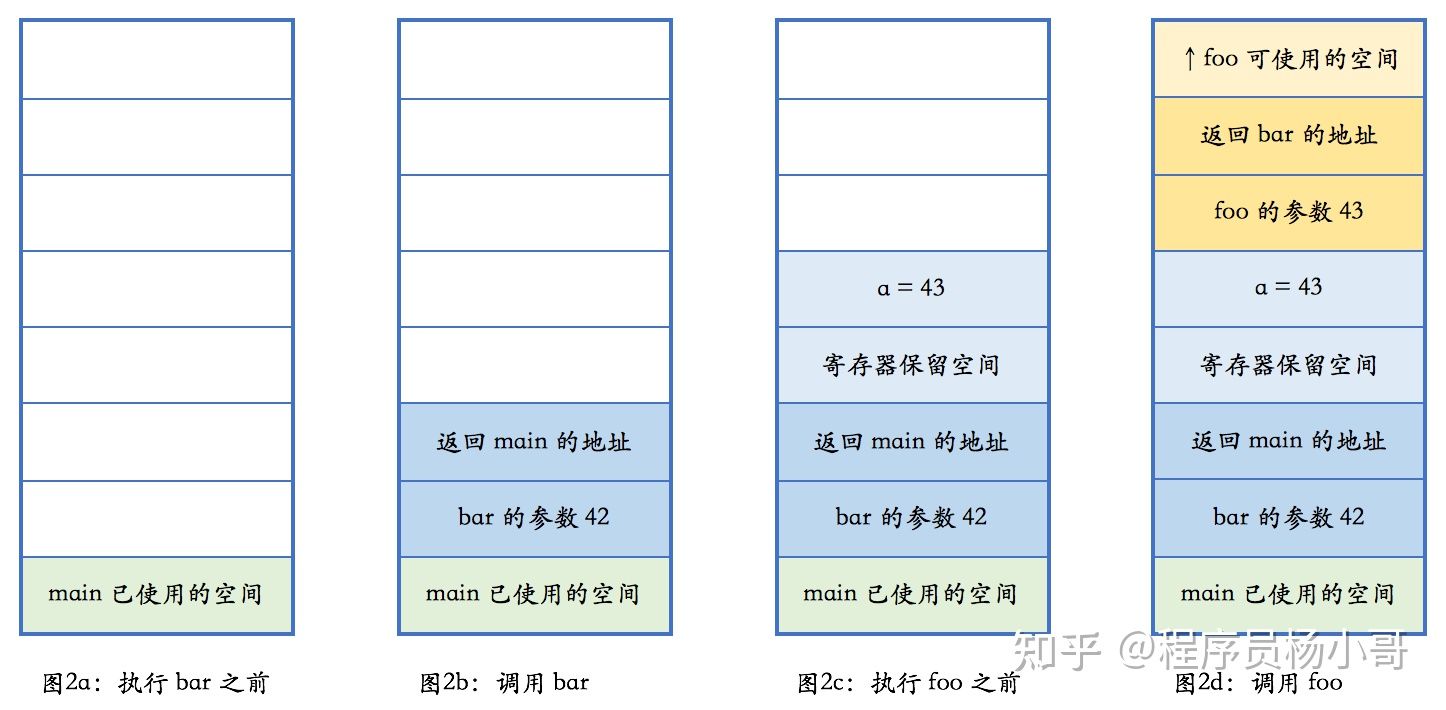 main 已使用的空间
图2a：执行 bar 之前
返回 main 的地址
bar 的参数 42
main 已使用的空间
图2b：调用 bar
a = 43
寄存器保留空间
返回 main 的地址
bar 的参数 42
main 已使用的空间
图2c：执行 foo 之前
↑ foo 可使用的空间
返回 bar 的地址
foo 的参数 43
a = 43
寄存器保留空间
返回 main 的地址
bar 的参数 42
main 已使用的空间
图2d：调用 foo
知乎 @程序员杨小哥